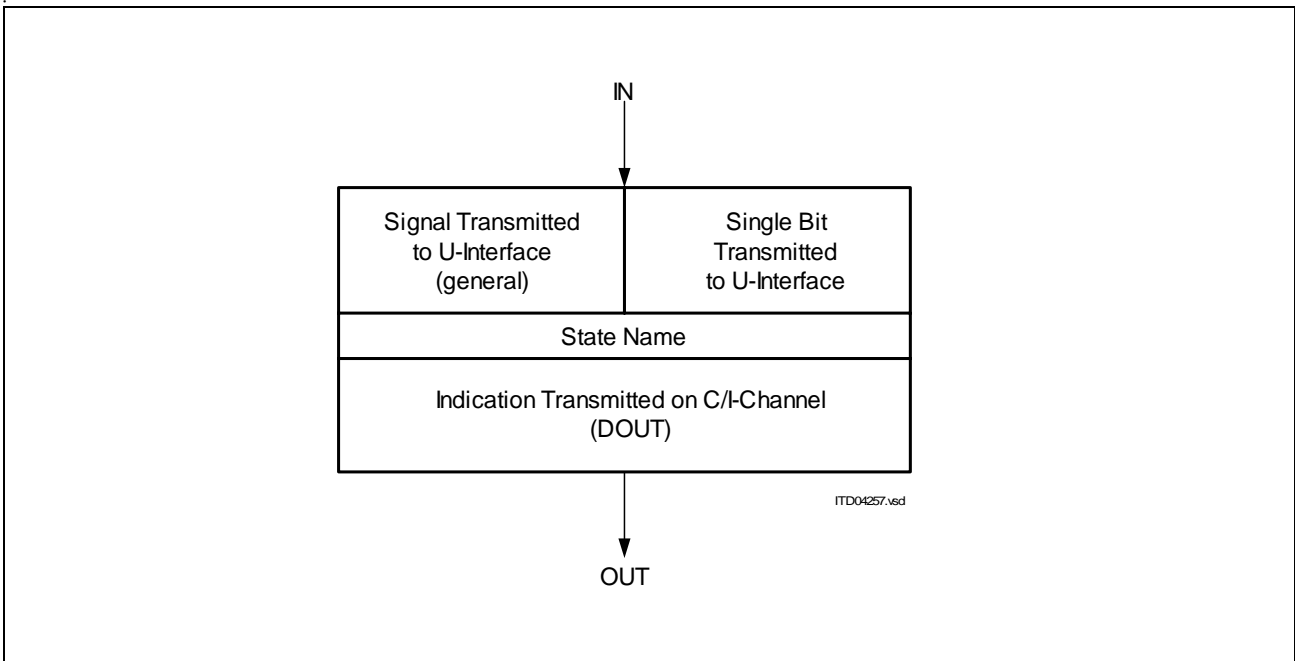 IN
Signal Transmitted
to U-Interface
(general)
Single Bit
Transmitted
to U-Interface
State Name
Indication Transmitted on C/I-Channel
(DOUT)
ITD04257.vsd
OUT